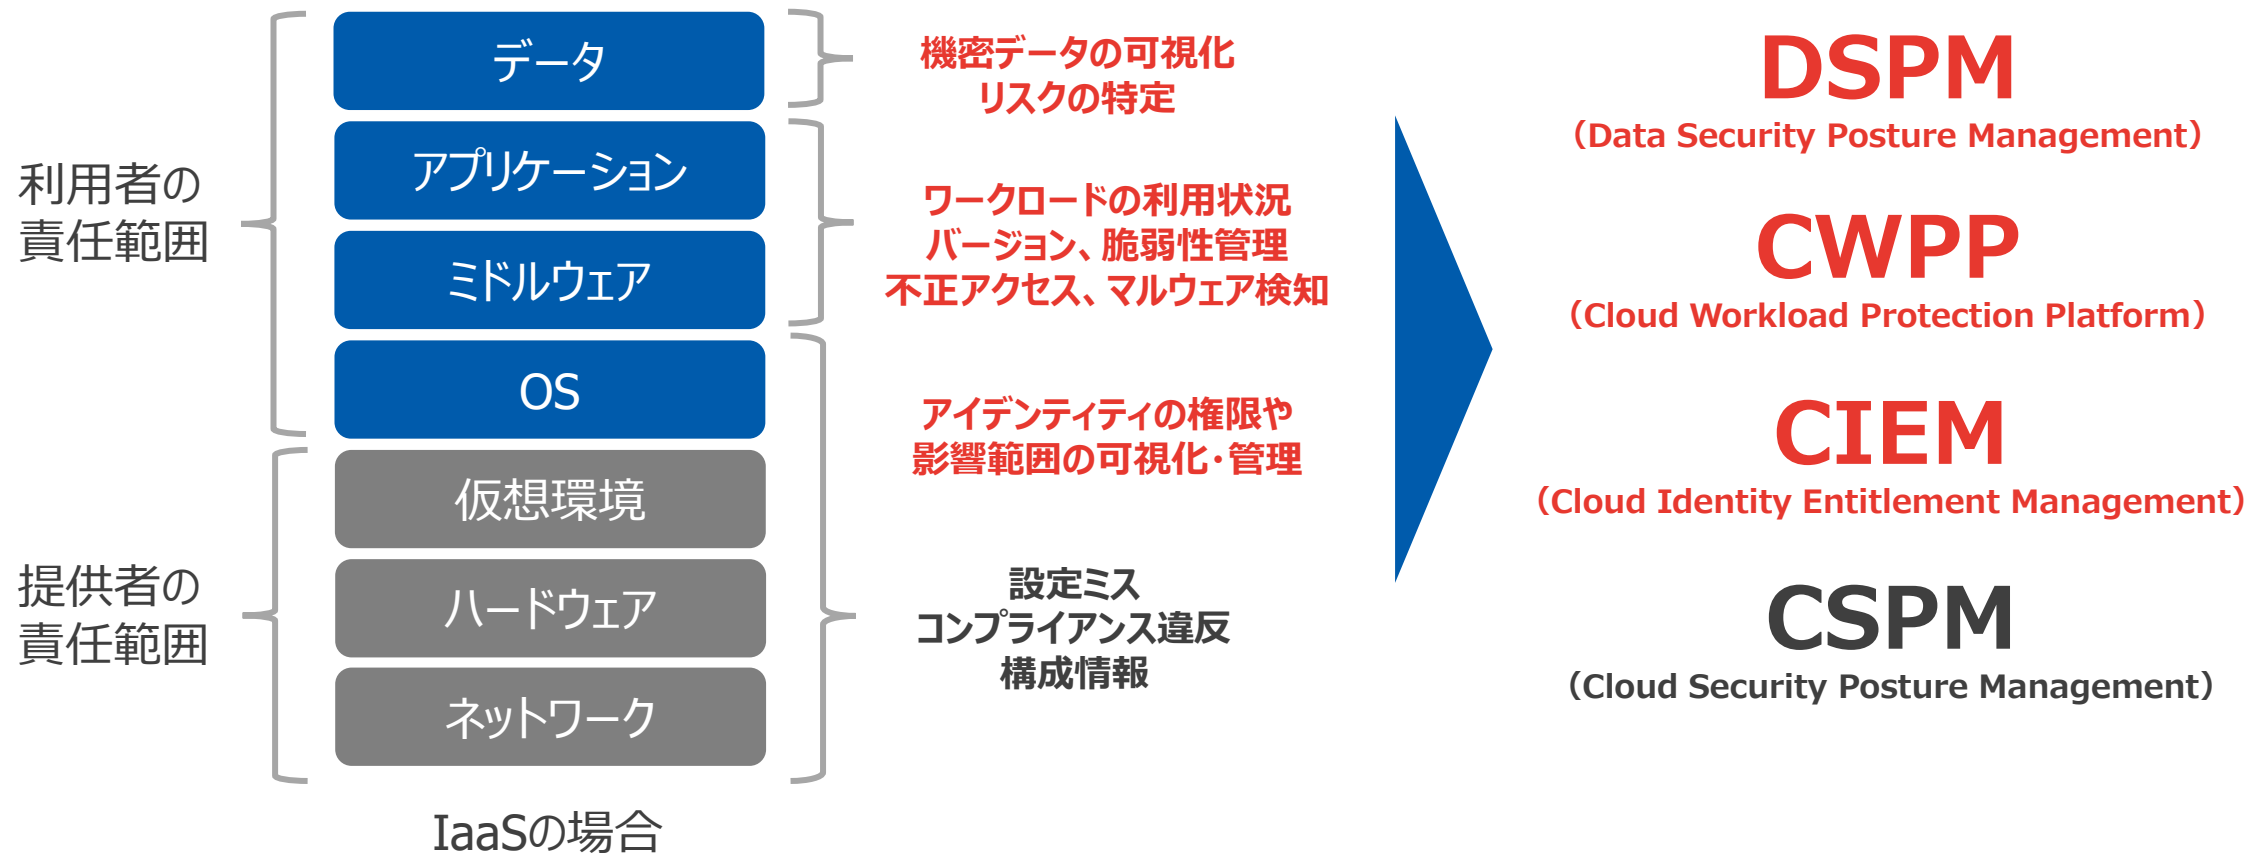 利用者の
責任範囲
提供者の
責任範囲
データ
アプリケーション
ミドルウェア
OS
仮想環境
ハードウェア
ネットワーク
IaaSの場合
機密データの可視化
リスクの特定
ワークロードの利用状況
バージョン、脆弱性管理
不正アクセス、マルウェア検知
アイデンティティの権限や
影響範囲の可視化・管理
設定ミス
コンプライアンス違反
構成情報
DSPM
（Data Security Posture Management）
CWPP
（Cloud Workload Protection Platform）
CIEM
（Cloud Identity Entitlement Management）
CSPM
（Cloud Security Posture Management）